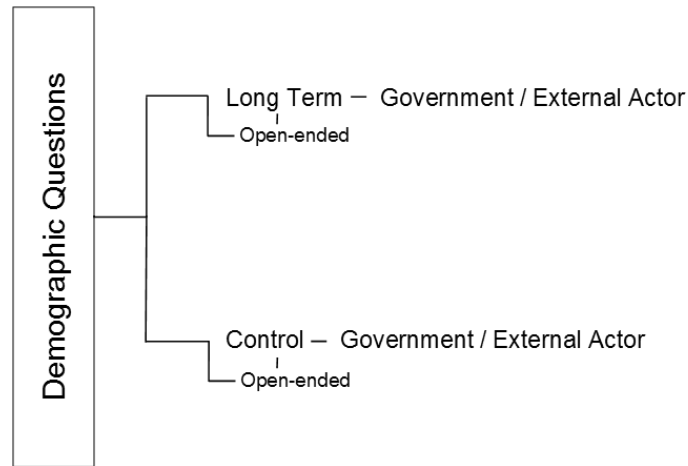 Demographic Questions
Long Term — Government / External Actor
Open-ended
Control — Government / External Actor
Open-ended